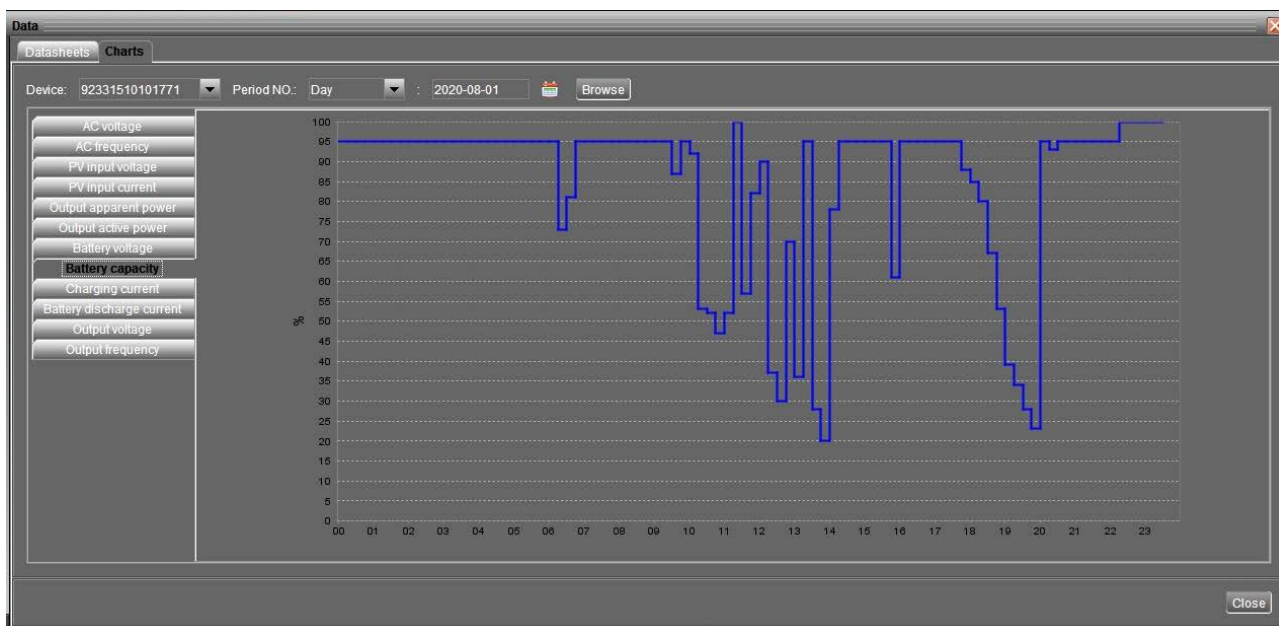 Data
Datasheets Charts
Device: 92331510101771 Period NO.: Day : 2020-08-01 Browse
AC voltage
AC frequency
PV input voltage
PV input current
Output apparent power
Output active power
Battery voltage
Battery capacity
Charging current
Battery discharge current
Output voltage
Output frequency
%
100
95
90
85
80
75
70
65
60
55
50
45
40
35
30
25
20
15
10
5
0
00 01 02 03 04 05 06 07 08 09 10 11 12 13 14 15 16 17 18 19 20 21 22 23
Close